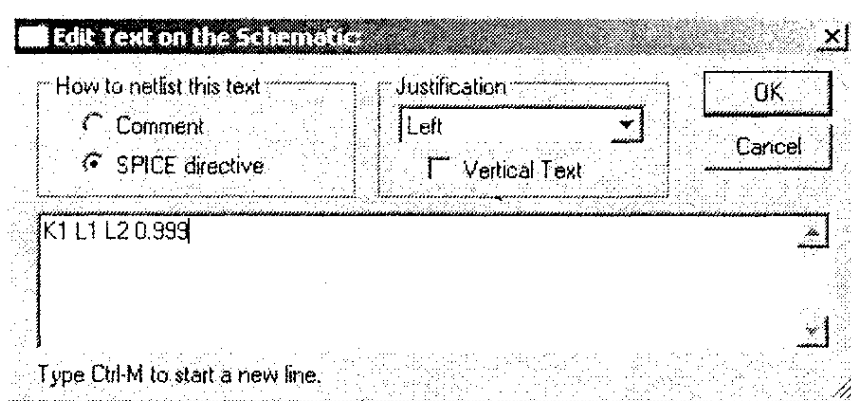 Edit Text on the Schematic:
How to netlist this text
Comment
SPICE directive
Justification
Left
Vertical Text
OK
Cancel
K1 L1 L2 0.999
Type Ctrl-M to start a new line.